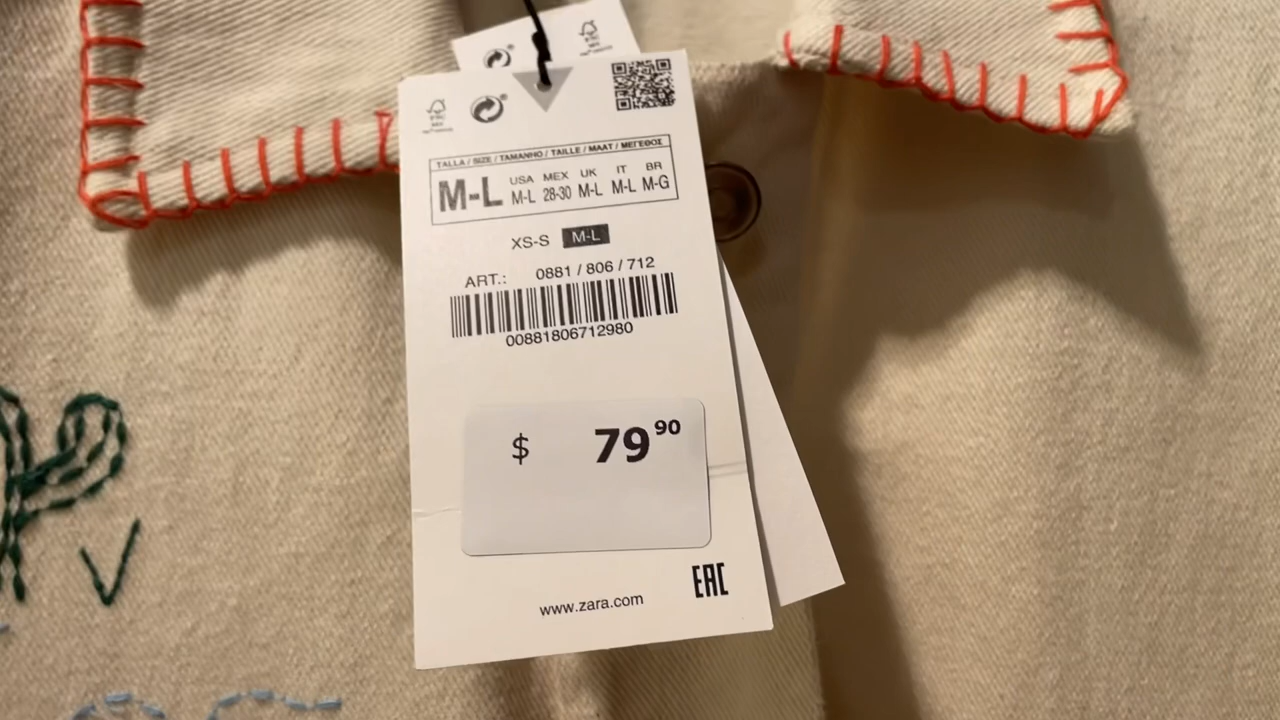 TALLA / SIZE / TAMANHO / TAILLE / MAAT / ΜΕΓΕΘΟΣ
M-L USA MEX UK IT BR
M-L 28-30 M-L M-L M-G
XS-S M-L
ART.: 0881 / 806 / 712
00881806712980
$ 79 90
www.zara.com
EAC